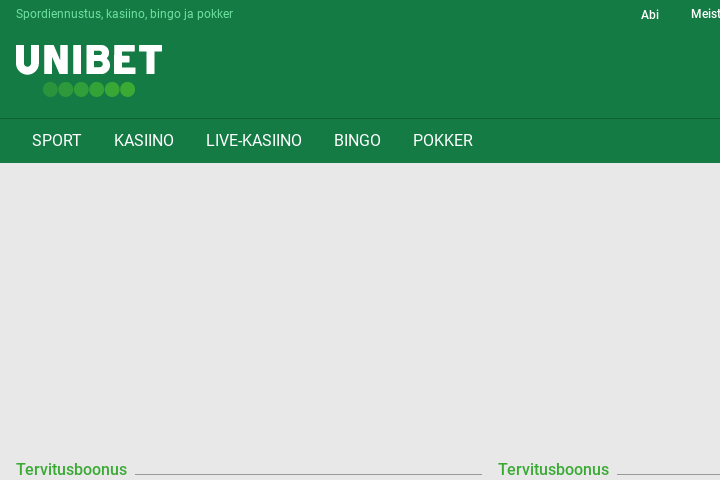 Spordiennustus, kasiino, bingo ja pokker
Abi
Meist
UNIBET
SPORT KASIINO LIVE-KASIINO BINGO POKKER
Tervitusboonus Tervitusboonus